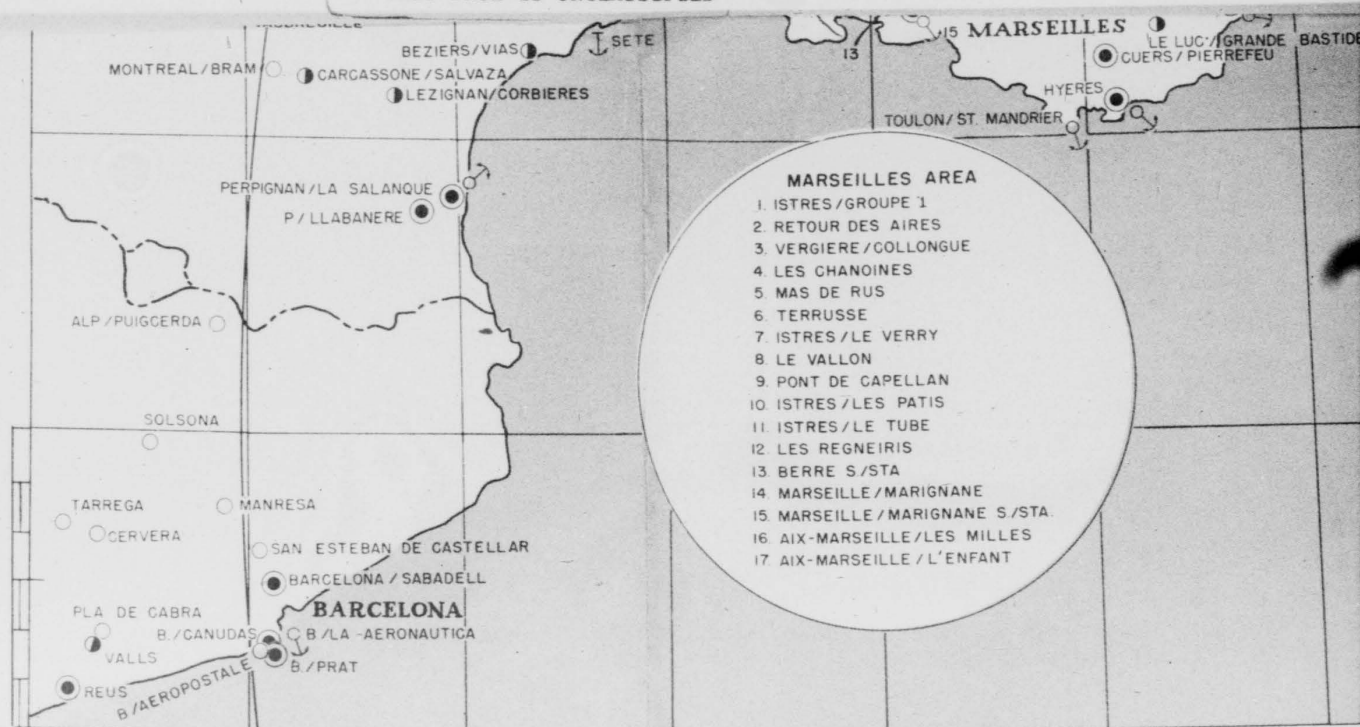 BEZIERS/VIAS
SETE
MONTREAL/BRAM
CARCASSONE/SALVAZA
LEZIGNAN/CORBIERES
PERPIGNAN/LA SALANQUE
P/LLABANERE
ALP/PUIGCERDA
SOLSONA
TARREGA
CERVERA
MANRESA
SAN ESTEBAN DE CASTELLAR
BARCELONA/SABADELL
BARCELONA
PLA DE CABRA
B./CANUDAS
B/LA-AERONAUTICA
VALLS
B./PRAT
B/AEROPOSTALE
REUS
13
15
MARSEILLES
LE LUC/GRANDE BASTIDE
CUERS/PIERREFEU
HYERES
TOULON/ST. MANDRIER
MARSEILLES AREA
1. ISTRES/GROUPE 1
2. RETOUR DES AIRES
3. VERGIERE/COLLONGUE
4. LES CHANOINES
5. MAS DE RUS
6. TERRUSSE
7. ISTRES/LE VERRY
8. LE VALLON
9. PONT DE CAPELLAN
10. ISTRES/LES PATIS
11. ISTRES/LE TUBE
12. LES REGNEIRIS
13. BERRE S/STA
14. MARSEILLE/MARIGNANE
15. MARSEILLE/MARIGNANE S./STA.
16. AIX-MARSEILLE/LES MILLES
17. AIX-MARSEILLE/L'ENFANT